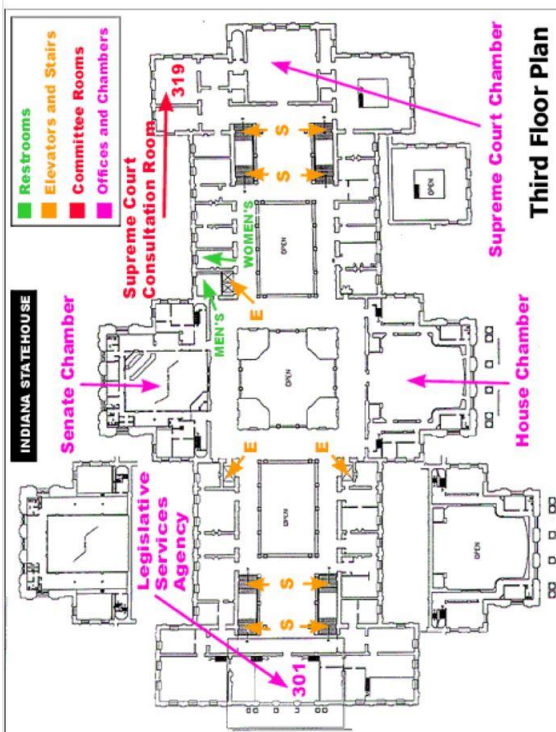 INDIANA STATEHOUSE
Third Floor Plan
Restrooms
Elevators and Stairs
Committee Rooms
Offices and Chambers
Senate Chamber
Supreme Court
Consultation Room
319
Supreme Court Chamber
House Chamber
Legislative
Services
Agency
301
MEN'S
WOMEN'S
E
E
E
S
S
S
S
OPEN
OPEN
OPEN
OPEN
OPEN